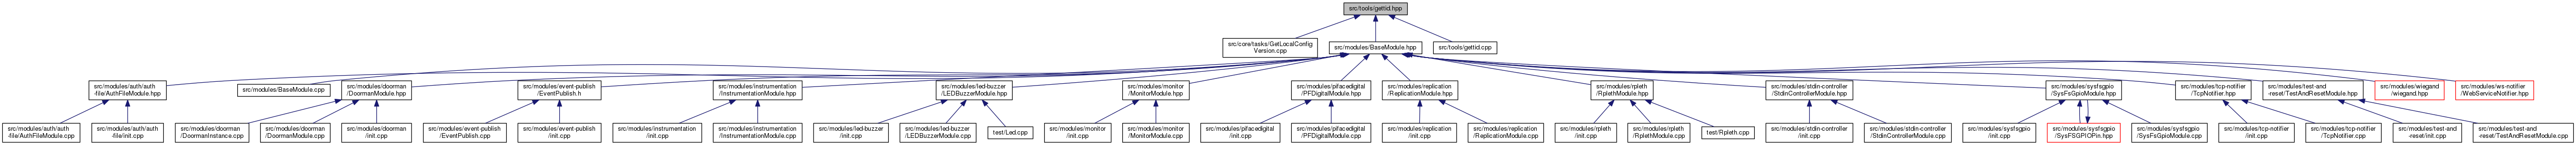 src/tools/gettid.hpp
src/core/tasks/GetLocalConfig
Version.cpp
src/modules/BaseModule.hpp
src/tools/gettid.cpp
src/modules/auth/auth
-file/AuthFileModule.hpp
src/modules/BaseModule.cpp
src/modules/doorman
/DoormanModule.hpp
src/modules/event-publish
/EventPublish.h
src/modules/instrumentation
/InstrumentationModule.hpp
src/modules/led-buzzer
/LEDBuzzerModule.hpp
src/modules/monitor
/MonitorModule.hpp
src/modules/pifacedigital
/PFDigitalModule.hpp
src/modules/replication
/ReplicationModule.hpp
src/modules/rpleth
/RplethModule.hpp
src/modules/stdin-controller
/StdinControllerModule.hpp
src/modules/sysfsgpio
/SysFsGpioModule.hpp
src/modules/tcp-notifier
/TcpNotifier.hpp
src/modules/test-and
-reset/TestAndResetModule.hpp
src/modules/wiegand
/wiegand.hpp
src/modules/ws-notifier
/WebServiceNotifier.hpp
src/modules/auth/auth
-file/AuthFileModule.cpp
src/modules/auth/auth
-file/init.cpp
src/modules/doorman
/DoormanInstance.cpp
src/modules/doorman
/DoormanModule.cpp
src/modules/doorman
/init.cpp
src/modules/event-publish
/EventPublish.cpp
src/modules/event-publish
/init.cpp
src/modules/instrumentation
/init.cpp
src/modules/instrumentation
/InstrumentationModule.cpp
src/modules/led-buzzer
/init.cpp
src/modules/led-buzzer
/LEDBuzzerModule.cpp
test/Led.cpp
src/modules/monitor
/init.cpp
src/modules/monitor
/MonitorModule.cpp
src/modules/pifacedigital
/init.cpp
src/modules/pifacedigital
/PFDigitalModule.cpp
src/modules/replication
/init.cpp
src/modules/replication
/ReplicationModule.cpp
src/modules/rpleth
/init.cpp
src/modules/rpleth
/RplethModule.cpp
test/Rpleth.cpp
src/modules/stdin-controller
/init.cpp
src/modules/stdin-controller
/StdinControllerModule.cpp
src/modules/sysfsgpio
/init.cpp
src/modules/sysfsgpio
/SysFSGPIOPin.hpp
src/modules/sysfsgpio
/SysFsGpioModule.cpp
src/modules/tcp-notifier
/init.cpp
src/modules/tcp-notifier
/TcpNotifier.cpp
src/modules/test-and
-reset/init.cpp
src/modules/test-and
-reset/TestAndResetModule.cpp